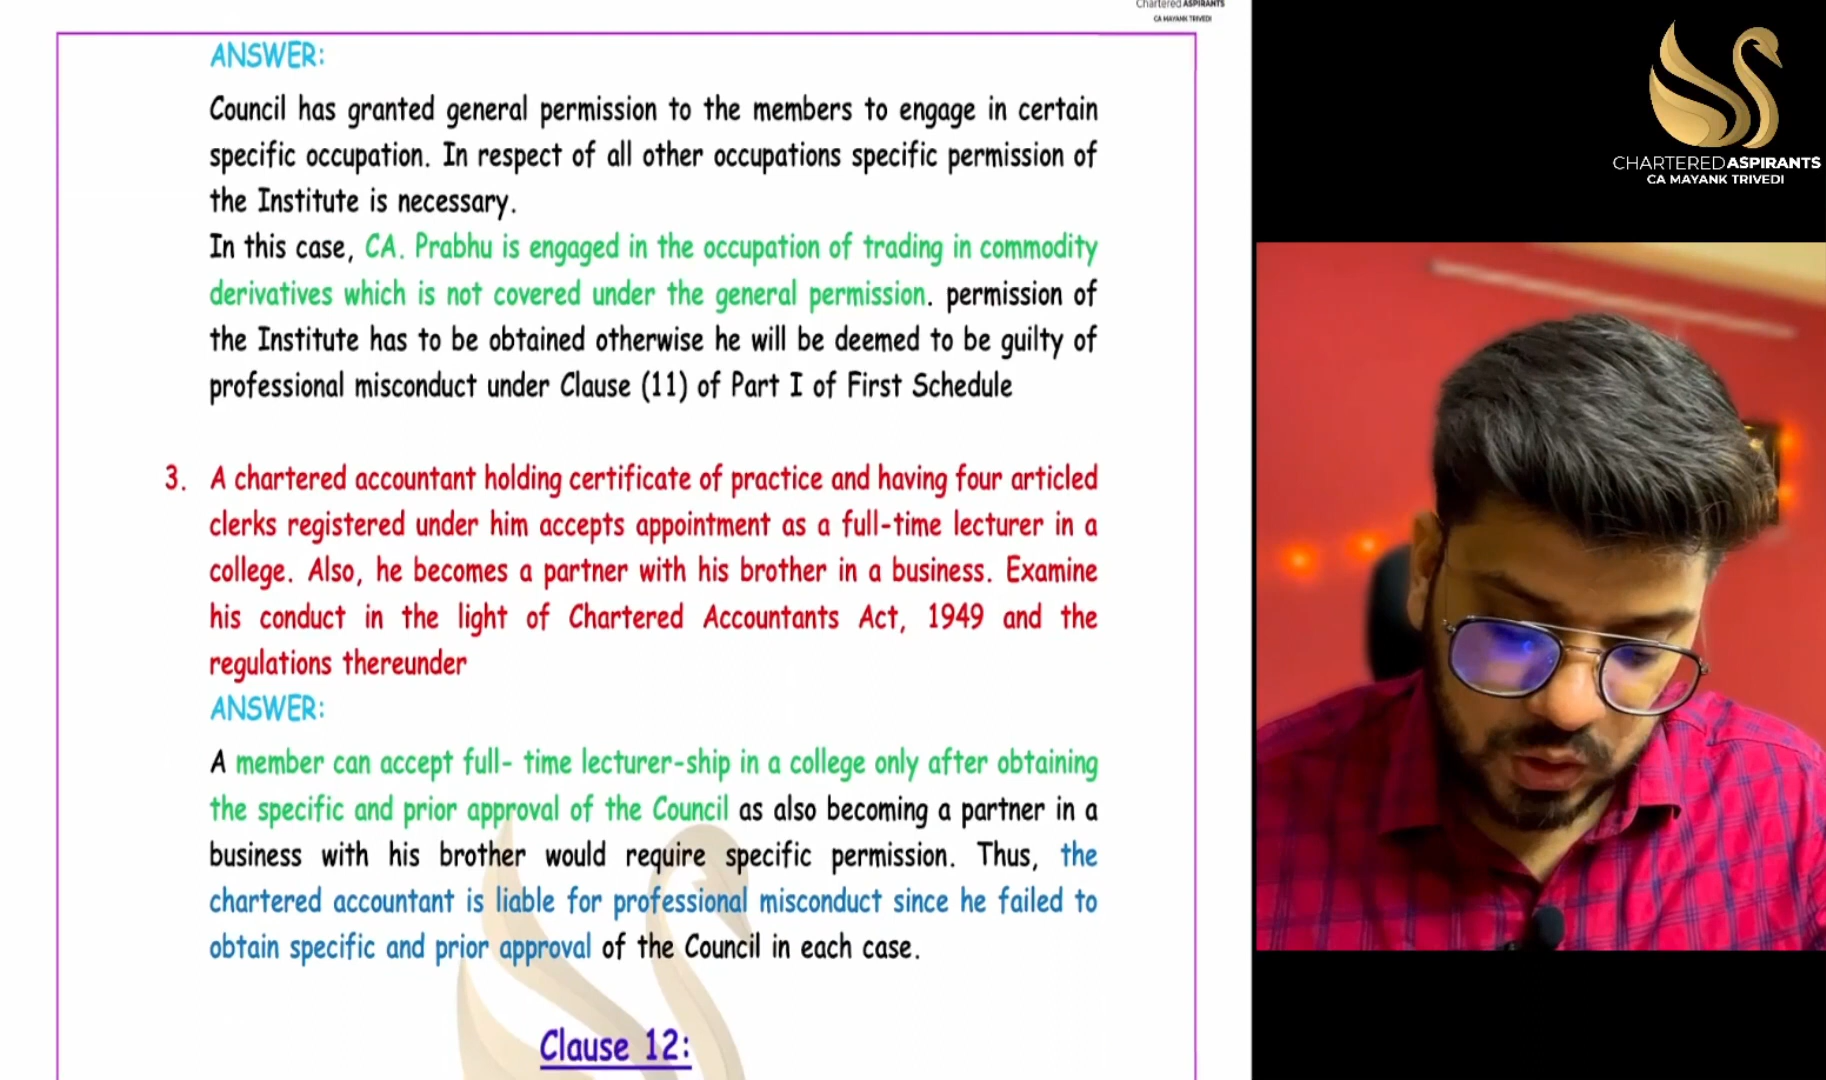 Chartered ASPIRANTS
CA MAYANK TRIVEDI
ANSWER:
Council has granted general permission to the members to engage in certain
specific occupation. In respect of all other occupations specific permission of
the Institute is necessary.
In this case, CA. Prabhu is engaged in the occupation of trading in commodity
derivatives which is not covered under the general permission. permission of
the Institute has to be obtained otherwise he will be deemed to be guilty of
professional misconduct under Clause (11) of Part I of First Schedule
3. A chartered accountant holding certificate of practice and having four articled
clerks registered under him accepts appointment as a full-time lecturer in a
college. Also, he becomes a partner with his brother in a business. Examine
his conduct in the light of Chartered Accountants Act, 1949 and the
regulations thereunder
ANSWER:
A member can accept full- time lecturer-ship in a college only after obtaining
the specific and prior approval of the Council as also becoming a partner in a
business with his brother would require specific permission. Thus, the
chartered accountant is liable for professional misconduct since he failed to
obtain specific and prior approval of the Council in each case.
Clause 12:
CHARTERED ASPIRANTS
CA MAYANK TRIVEDI